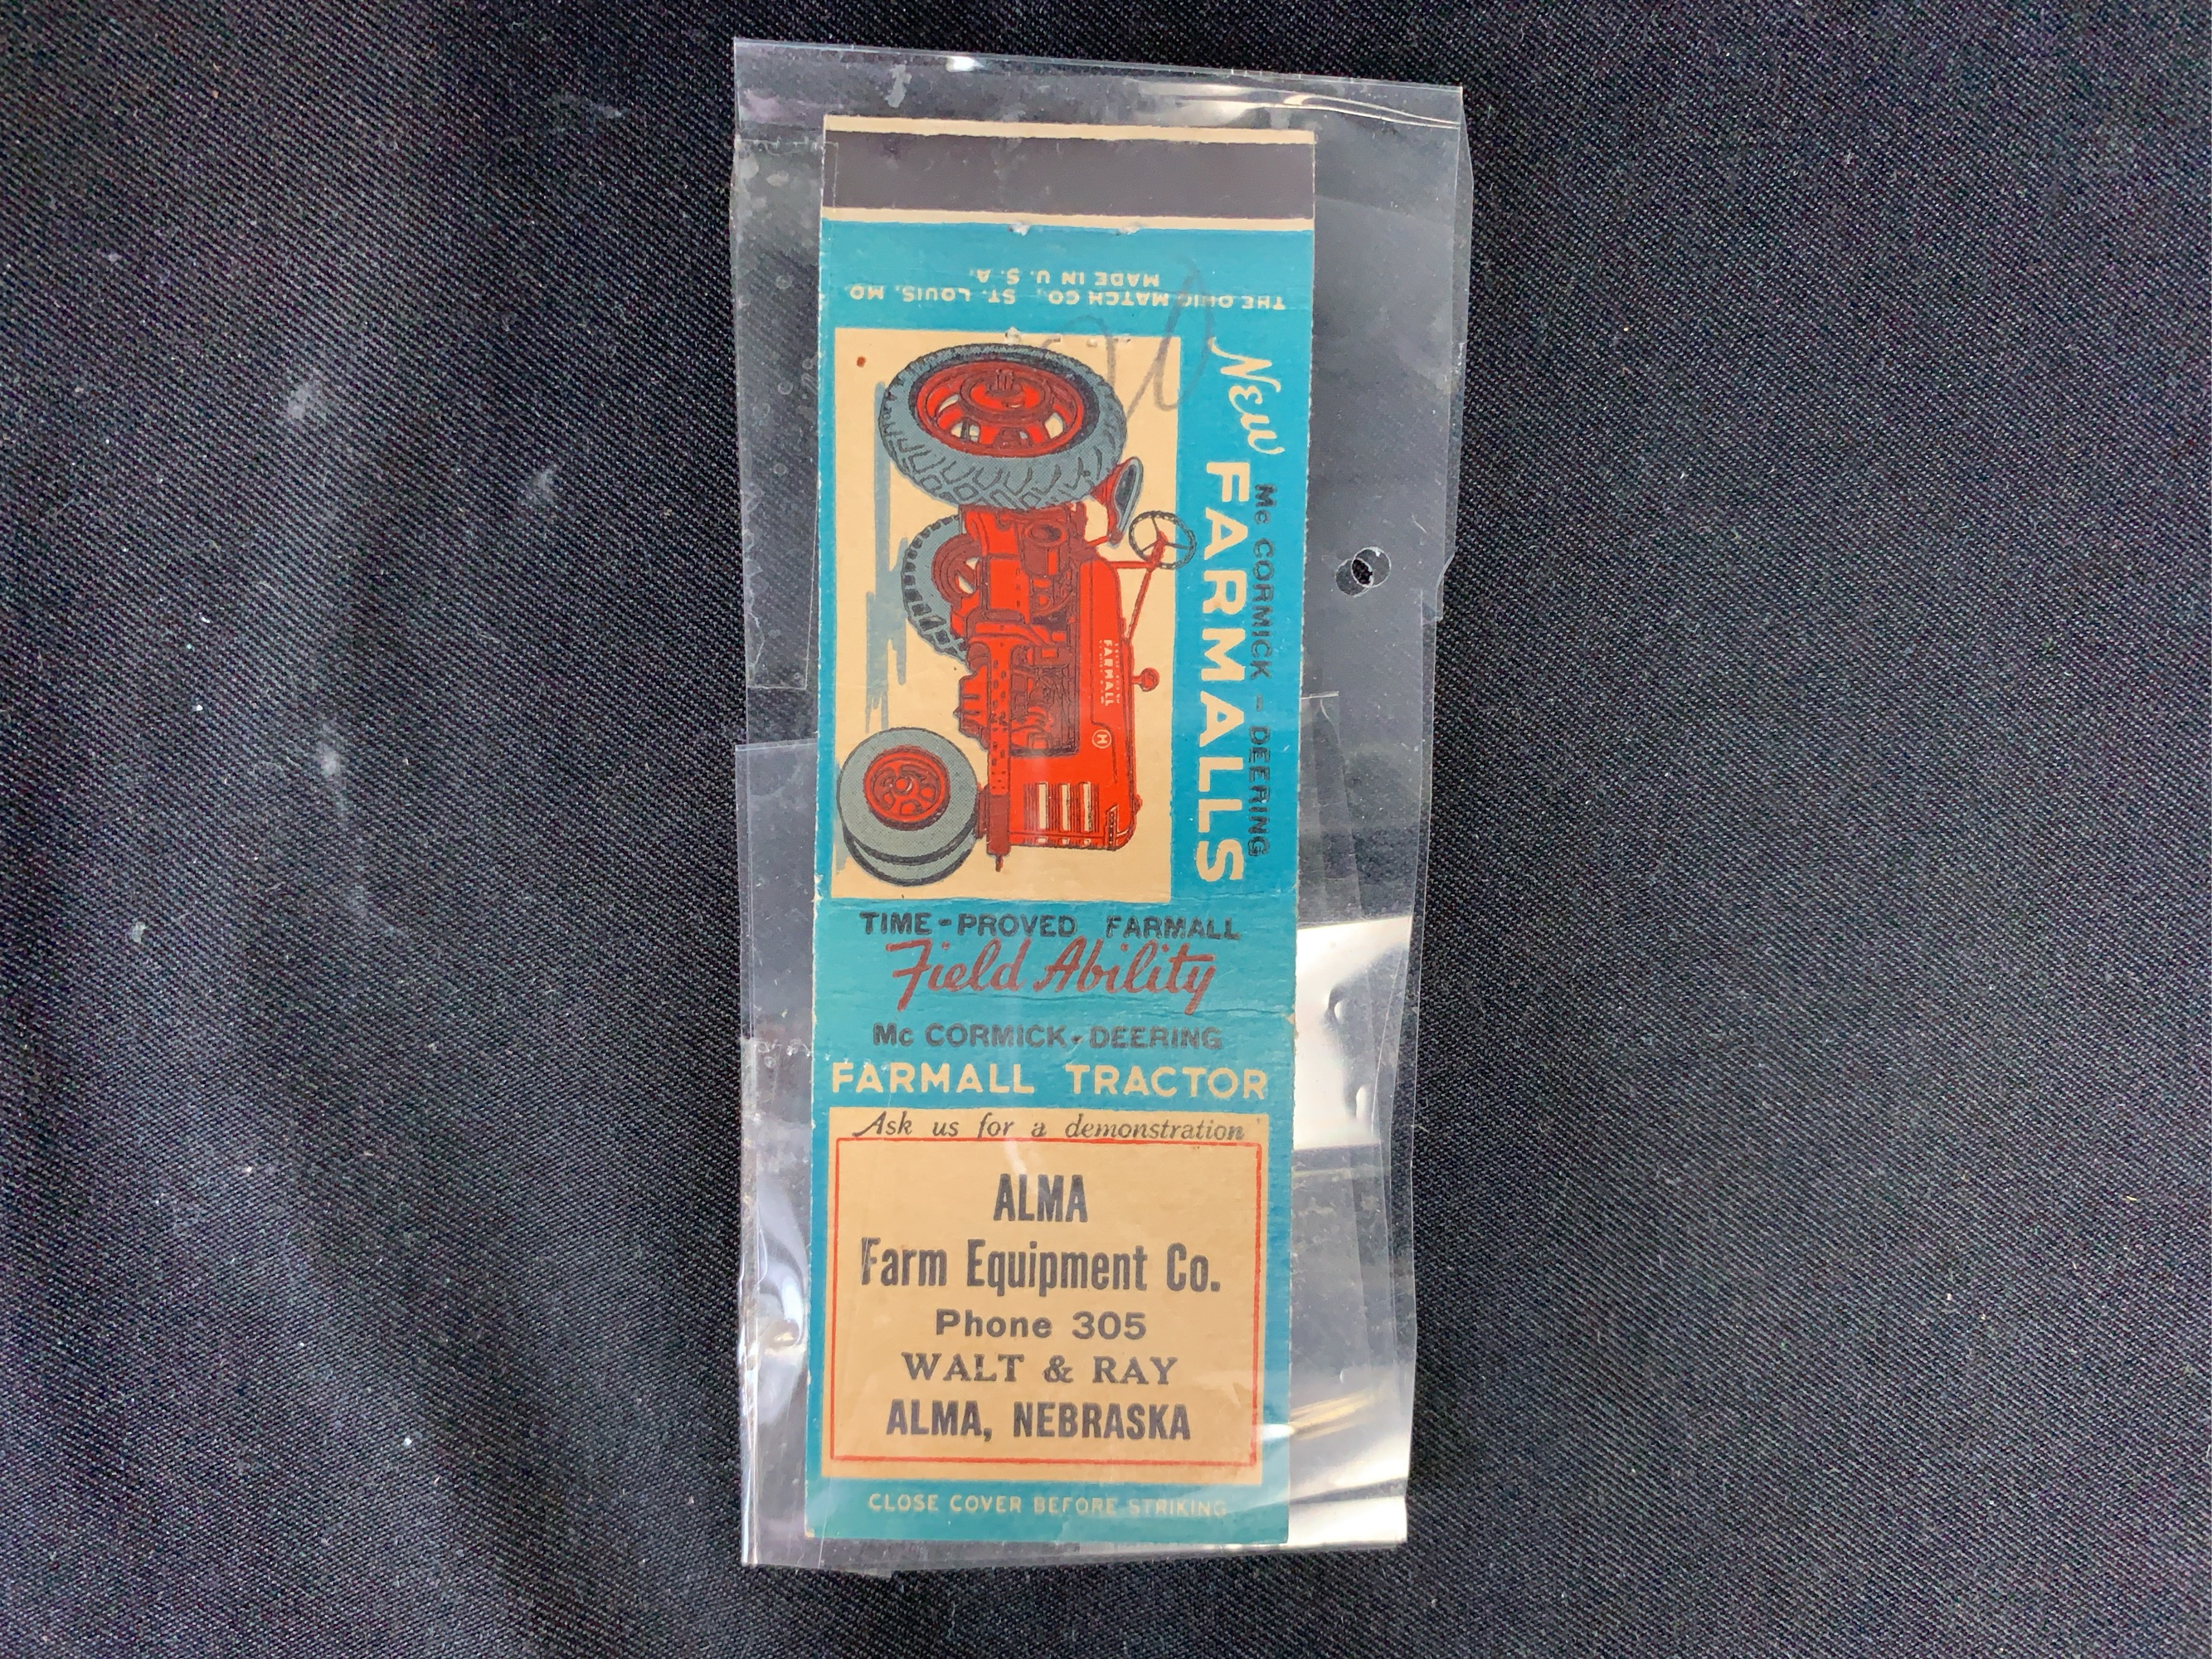 THE OHIO MATCH CO., ST. LOUIS, MO.
MADE IN U. S. A.
New
Mc CORMICK - DEERING
FARMALLS
FARMALL
H
TIME-PROVED FARMALL
Field Ability
Mc CORMICK-DEERING
FARMALL TRACTOR
Ask us for a demonstration
ALMA
Farm Equipment Co.
Phone 305
WALT & RAY
ALMA, NEBRASKA
CLOSE COVER BEFORE STRIKING